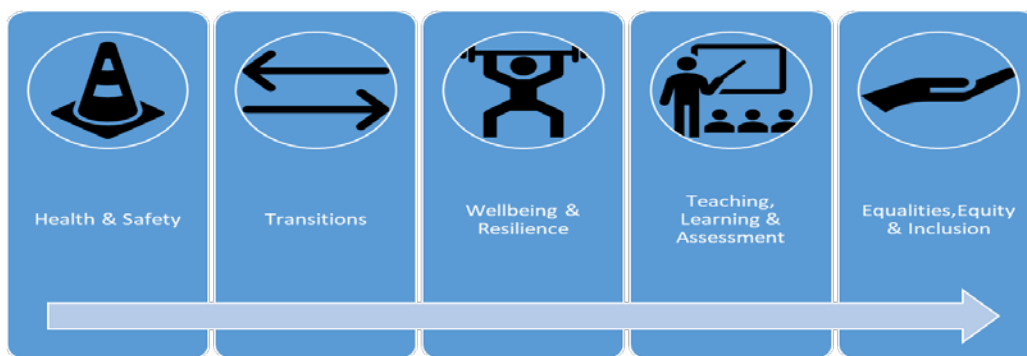 Health & Safety
Transitions
Wellbeing &
Resilience
Teaching,
Learning &
Assessment
Equalities,Equity
& Inclusion